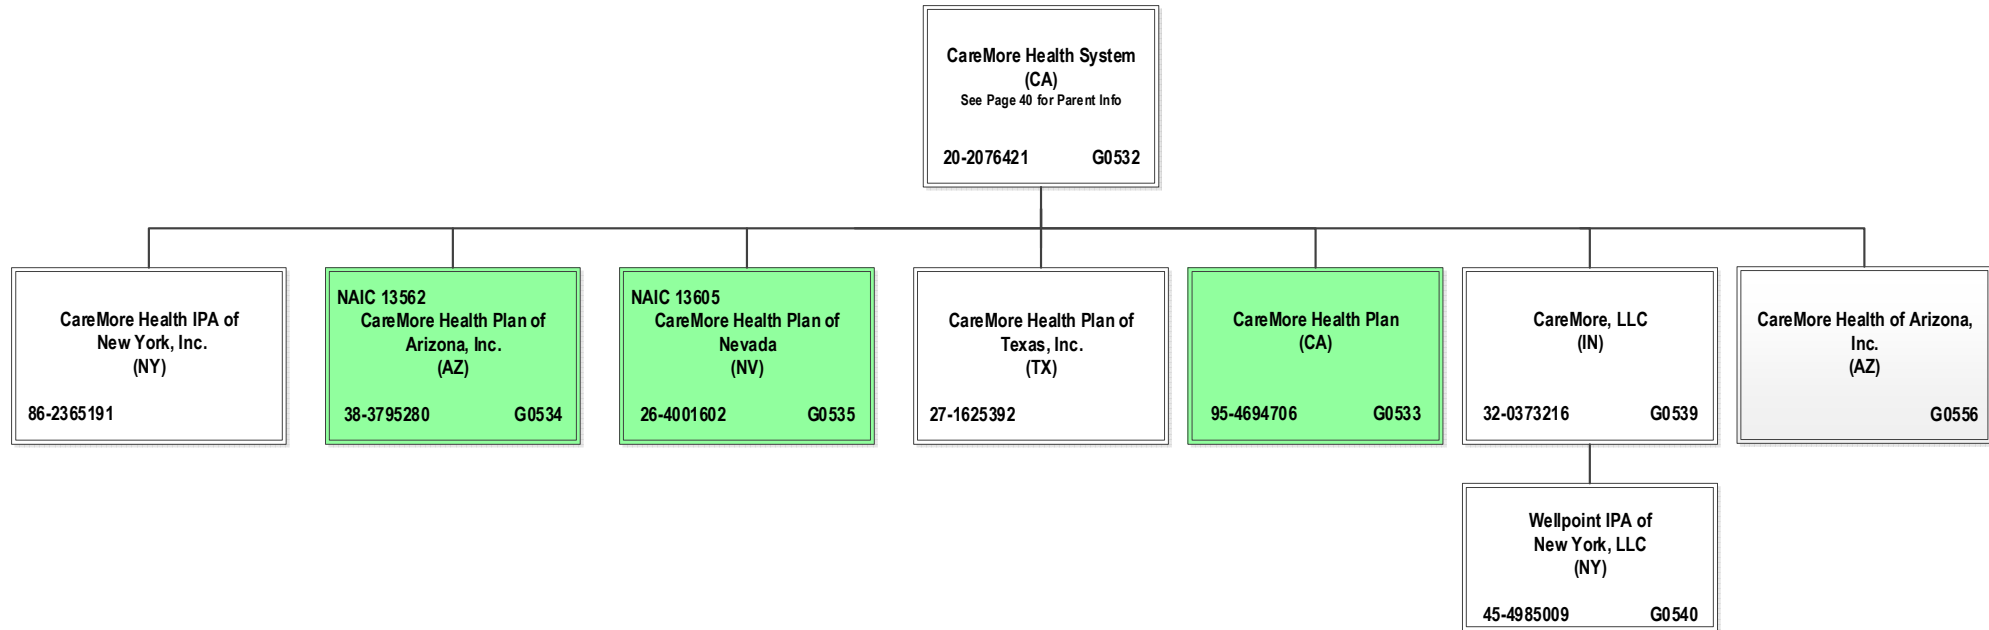 CareMore Health System
(CA)
See Page 40 for Parent Info
20-2076421 G0532
CareMore Health IPA of
New York, Inc.
(NY)
86-2365191
NAIC 13562
CareMore Health Plan of
Arizona, Inc.
(AZ)
38-3795280 G0534
NAIC 13605
CareMore Health Plan of
Nevada
(NV)
26-4001602 G0535
CareMore Health Plan of
Texas, Inc.
(TX)
27-1625392
CareMore Health Plan
(CA)
95-4694706 G0533
CareMore, LLC
(IN)
32-0373216 G0539
CareMore Health of Arizona,
Inc.
(AZ)
G0556
Wellpoint IPA of
New York, LLC
(NY)
45-4985009 G0540